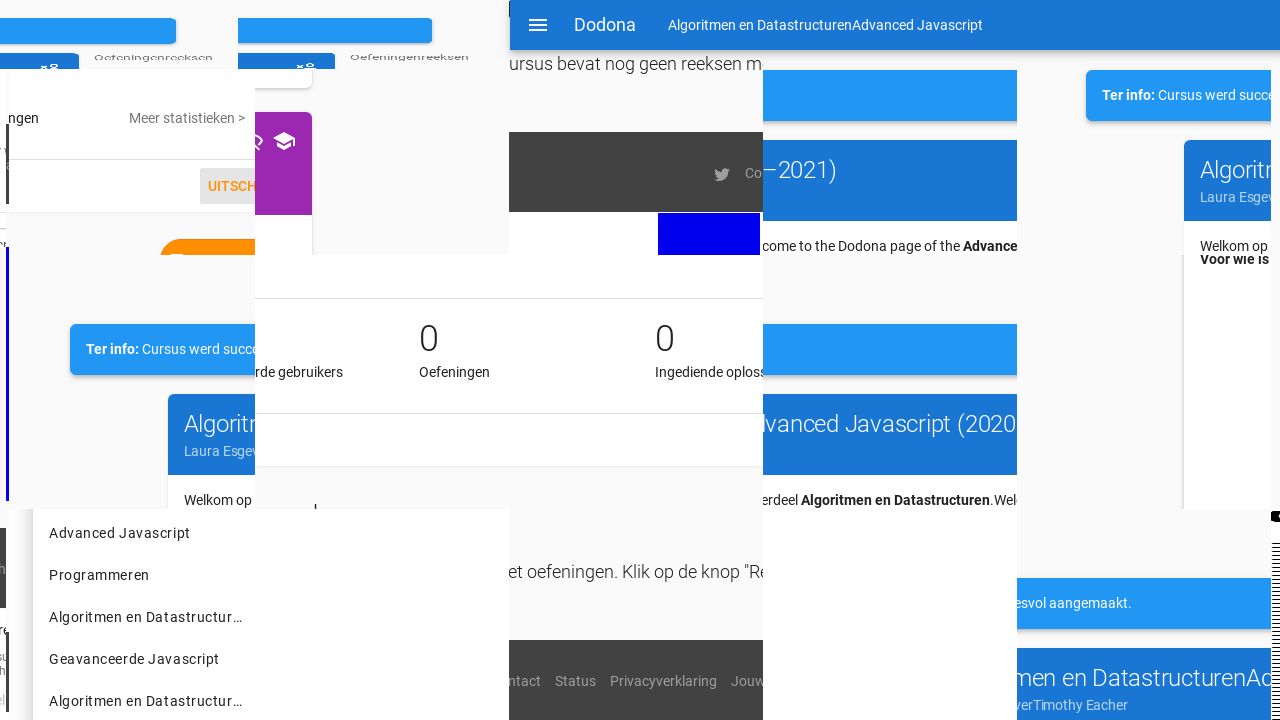 Dodona
Algoritmen en DatastructurenAdvanced Javascript
ursus bevat nog geen reeksen m
Ter info: Cursus werd succe
ngen
Meer statistieken >
–2021)
Algoritm
Laura Esgev
UITSCH
Co
come to the Dodona page of the Advance
Welkom op
Voor wie is
Ter info: Cursus werd succe
0
0
rde gebruikers
Oefeningen
Ingediende oploss
Algoritm
dvanced Javascript (2020
Laura Esgev
Welkom op
erdeel Algoritmen en Datastructuren.Wel
Advanced Javascript
Programmeren
et oefeningen. Klik op de knop "Re
esvol aangemaakt.
Algoritmen en Datastructur...
Geavanceerde Javascript
men en DatastructurenAd
ntact
Status
Privacyverklaring
Jouw
Algoritmen en Datastructur...
verTimothy Eacher